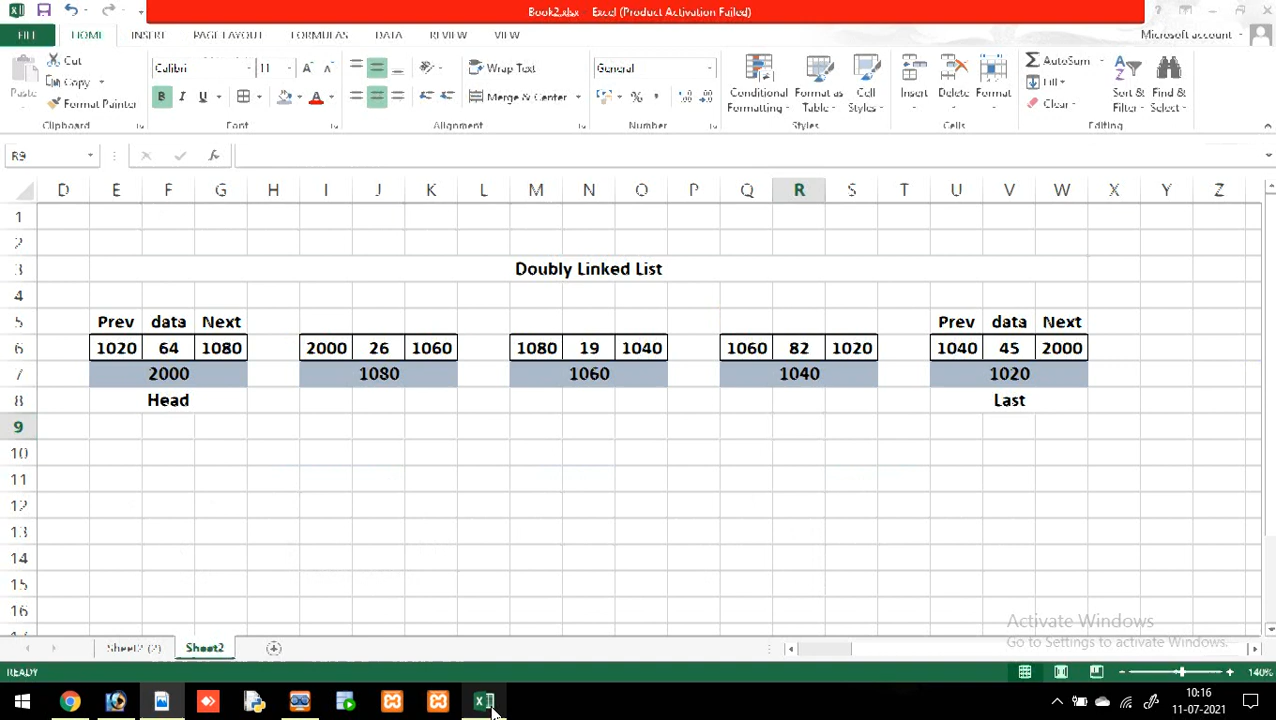 Book2.xlsx - Excel (Product Activation Failed)
FILE HOME INSERT PAGE LAYOUT FORMULAS DATA REVIEW VIEW Microsoft account
Paste Cut Copy Format Painter Clipboard
Calibri 11 B I U A Font
Wrap Text Merge & Center Alignment
General % Number
Conditional Formatting Format as Table Cell Styles Styles
Insert Delete Format Cells
AutoSum Fill Clear Sort & Filter Find & Select Editing
R9 fx
D E F G H I J K L M N O P Q R S T U V W X Y Z
1
2
3 Doubly Linked List
4
5 Prev data Next Prev data Next
6 1020 64 1080 2000 26 1060 1080 19 1040 1060 82 1020 1040 45 2000
7 2000 1080 1060 1040 1020
8 Head Last
9
10
11
12
13
14
15
16
Activate Windows
Go to Settings to activate Windows.
Sheet2 (2) Sheet2
READY 140%
10:16
11-07-2021